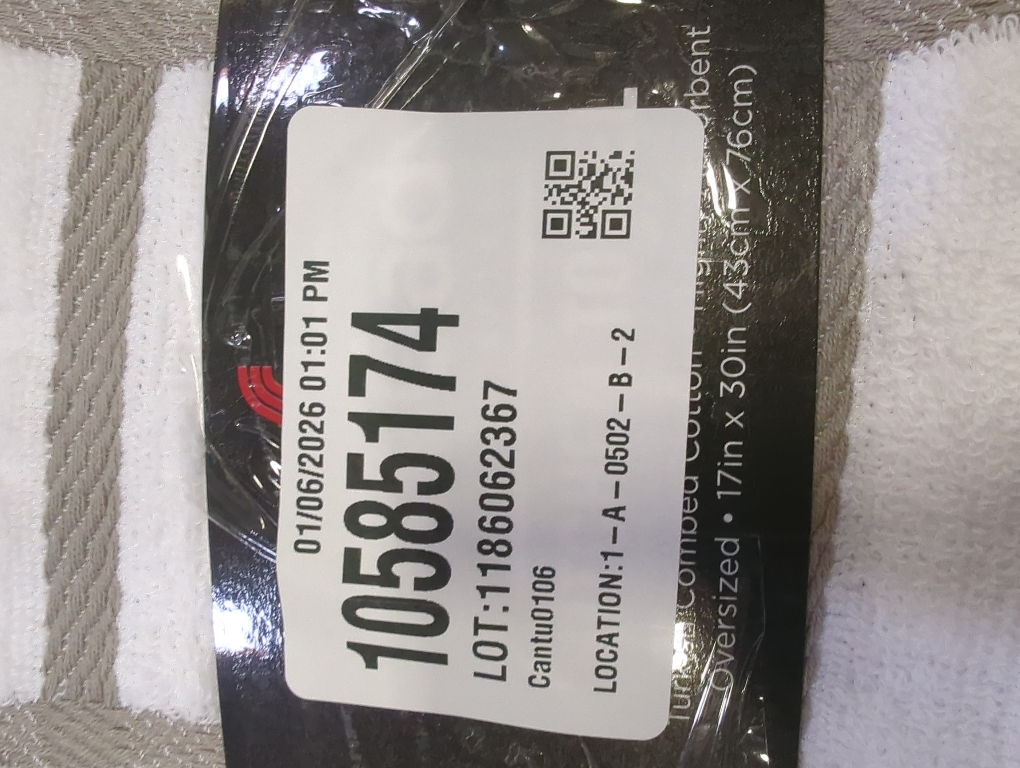 01/06/2026 01:01 PM
10585174
LOT:1186062367
Cantu0106
LOCATION:1-A-0502-B-2
Combed Cotton
Oversized • 17in x 30in (43cm x 76cm)